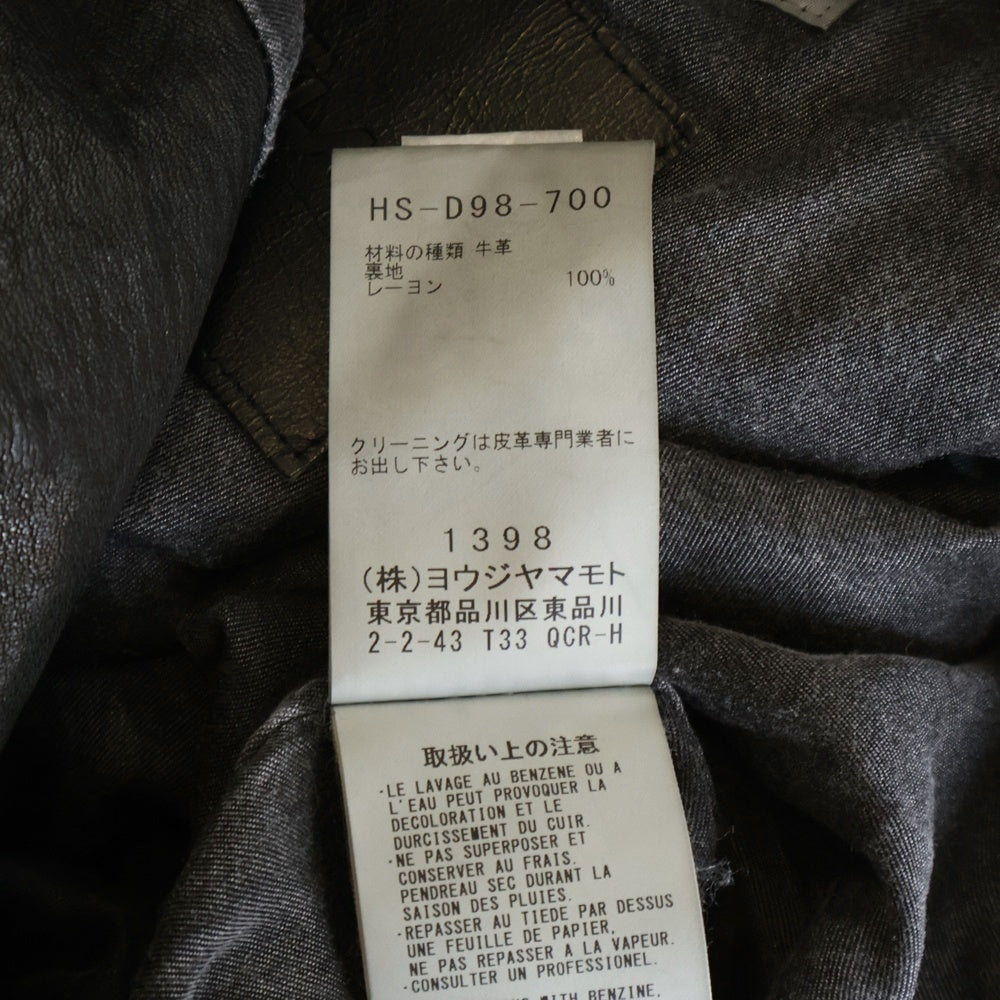 HS-D98-700
材料の種類 牛革
裏地
レーヨン 100%
クリーニングは皮革専門業者に
お出し下さい。
1398
(株)ヨウジヤマモト
東京都品川区東品川
2-2-43 T33 QCR-H
取扱い上の注意
・LE LAVAGE AU BENZENE OU A
L'EAU PEUT PROVOQUER LA
DECOLORATION ET LE
DURCISSEMENT DU CUIR.
・NE PAS SUPERPOSER ET
CONSERVER AU FRAIS.
PENDREAU SEC DURANT LA
SAISON DES PLUIES.
・REPASSER AU TIEDE PAR DESSUS
UNE FEUILLE DE PAPIER,
NE PAS REPASSER A LA VAPEUR.
・CONSULTER UN PROFESSIONEL.
WITH BENZINE,